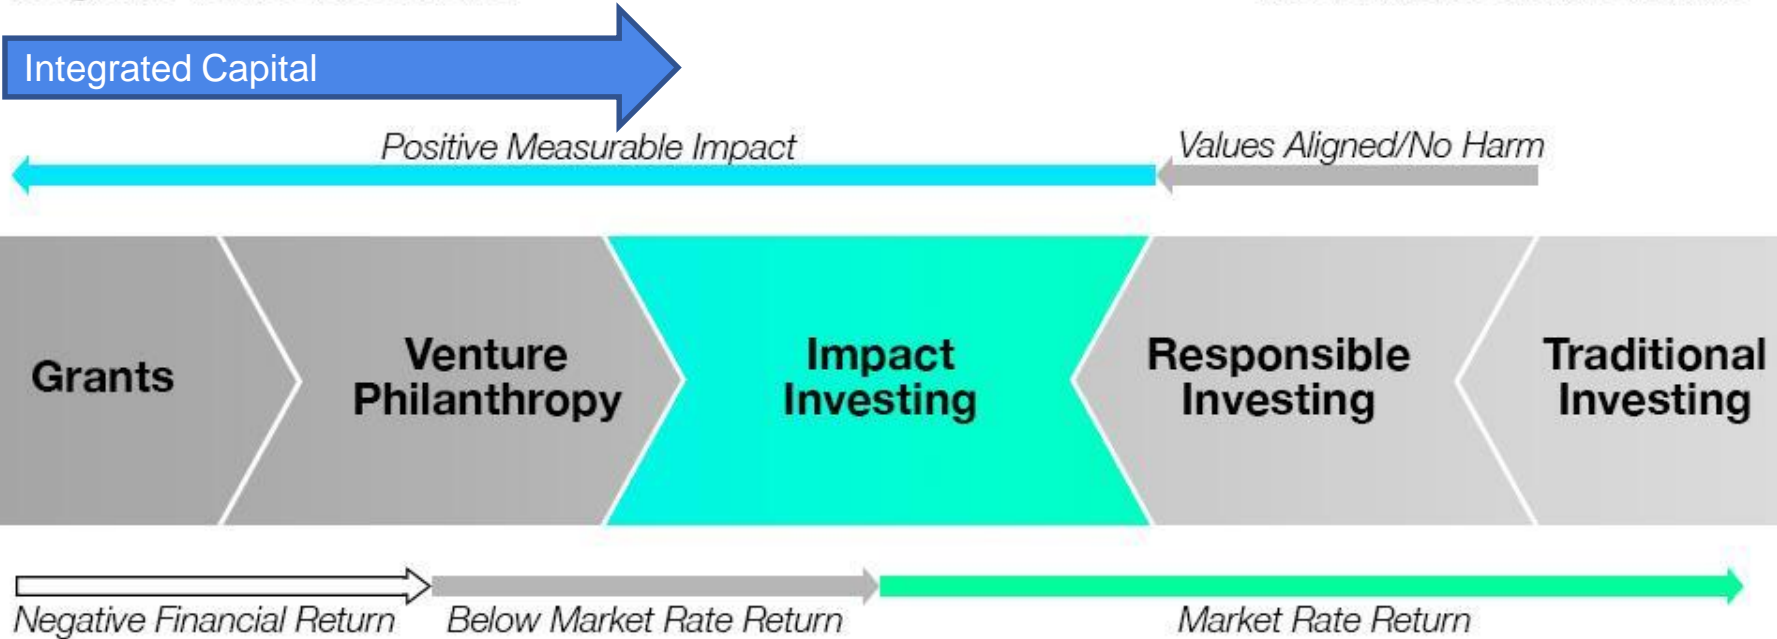 Integrated Capital
Positive Measurable Impact
Values Aligned/No Harm
Grants
Venture
Philanthropy
Impact
Investing
Responsible
Investing
Traditional
Investing
Negative Financial Return
Below Market Rate Return
Market Rate Return